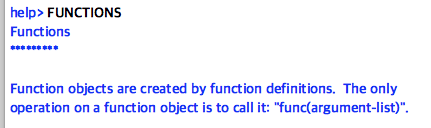 help> FUNCTIONS
Functions
*********
Function objects are created by function definitions.  The only
operation on a function object is to call it: "func(argument-list)".